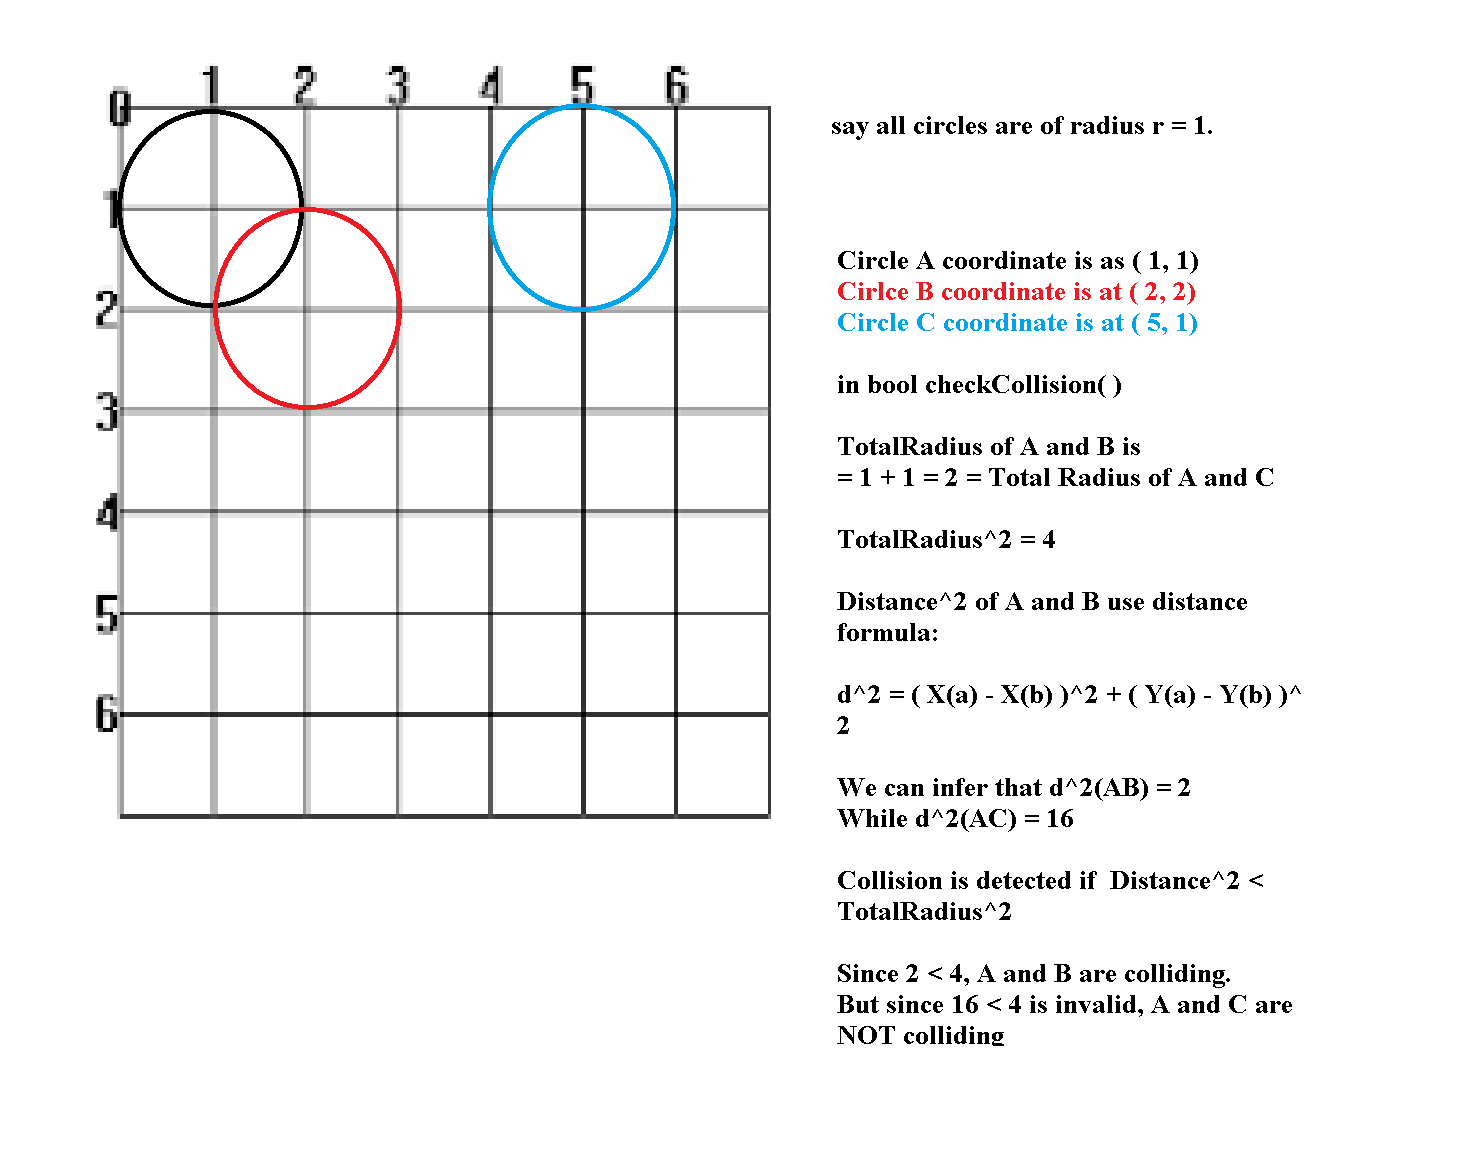 0 1 2 3 4 5 6
1
2
3
4
5
6
say all circles are of radius r = 1.
Circle A coordinate is as ( 1, 1)
Cirlce B coordinate is at ( 2, 2)
Circle C coordinate is at ( 5, 1)
in bool checkCollision( )
TotalRadius of A and B is
= 1 + 1 = 2 = Total Radius of A and C
TotalRadius^2 = 4
Distance^2 of A and B use distance
formula:
d^2 = ( X(a) - X(b) )^2 + ( Y(a) - Y(b) )^
2
We can infer that d^2(AB) = 2
While d^2(AC) = 16
Collision is detected if  Distance^2 <
TotalRadius^2
Since 2 < 4, A and B are colliding.
But since 16 < 4 is invalid, A and C are
NOT colliding